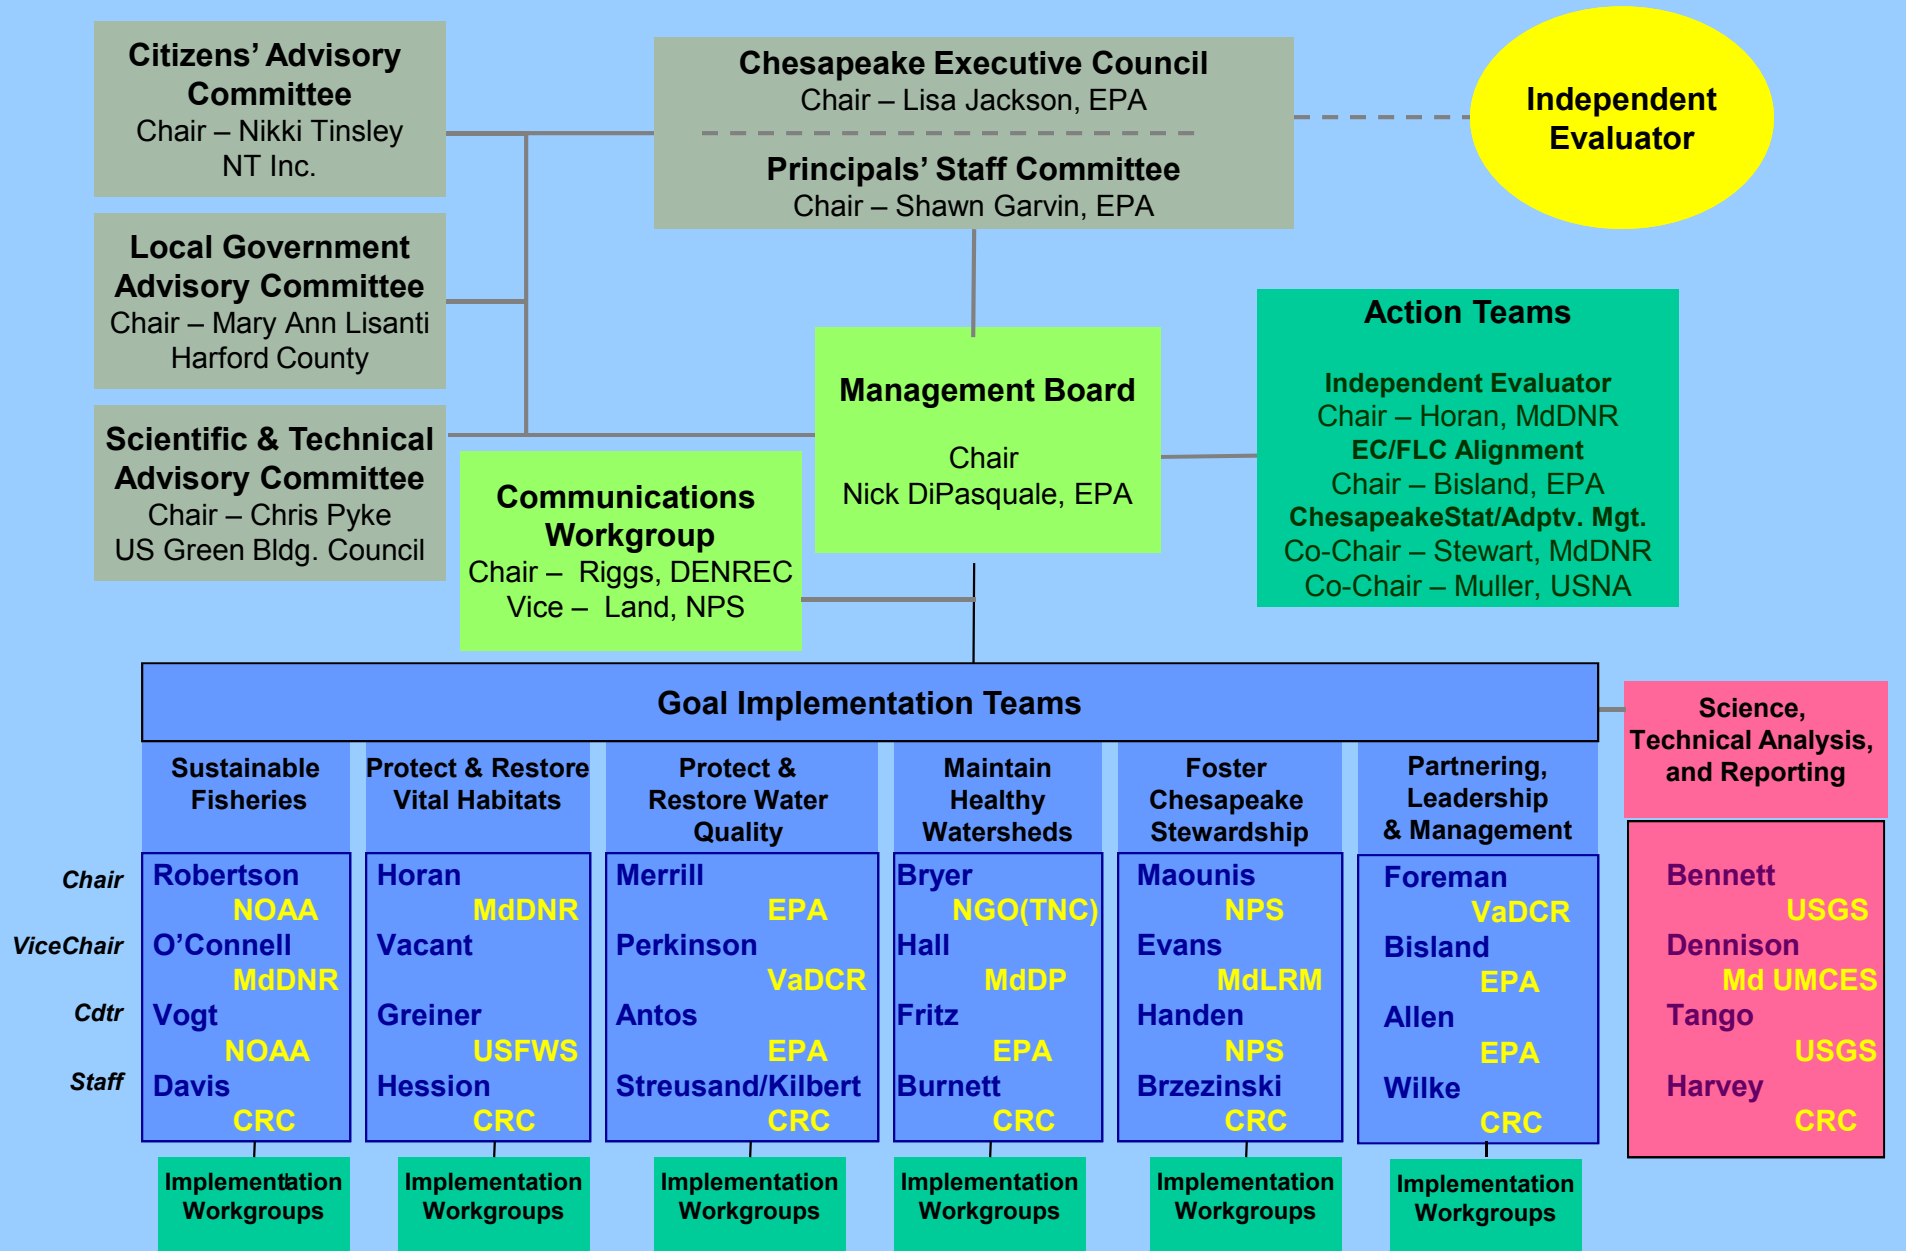 Citizens' Advisory
Committee
Chair – Nikki Tinsley
NT Inc.
Chesapeake Executive Council
Chair – Lisa Jackson, EPA
Principals' Staff Committee
Chair – Shawn Garvin, EPA
Independent
Evaluator
Local Government
Advisory Committee
Chair – Mary Ann Lisanti
Harford County
Scientific & Technical
Advisory Committee
Chair – Chris Pyke
US Green Bldg. Council
Management Board
Chair
Nick DiPasquale, EPA
Action Teams
Independent Evaluator
Chair – Horan, MdDNR
EC/FLC Alignment
Chair – Bisland, EPA
ChesapeakeStat/Adptv. Mgt.
Co-Chair – Stewart, MdDNR
Co-Chair – Muller, USNA
Communications
Workgroup
Chair – Riggs, DENREC
Vice – Land, NPS
Goal Implementation Teams
Science,
Technical Analysis,
and Reporting
Sustainable
Fisheries
Protect & Restore
Vital Habitats
Protect &
Restore Water
Quality
Maintain
Healthy
Watersheds
Foster
Chesapeake
Stewardship
Partnering,
Leadership
& Management
Chair
Robertson
NOAA
Horan
MdDNR
Merrill
EPA
Bryer
NGO(TNC)
Maounis
NPS
Foreman
VaDCR
Bennett
USGS
ViceChair
O'Connell
MdDNR
Vacant
Perkinson
VaDCR
Hall
MdDP
Evans
MdLRM
Bisland
EPA
Dennison
Md UMCES
Cdtr
Vogt
NOAA
Greiner
USFWS
Antos
EPA
Fritz
EPA
Handen
NPS
Allen
EPA
Tango
USGS
Staff
Davis
CRC
Hession
CRC
Streusand/Kilbert
CRC
Burnett
CRC
Brzezinski
CRC
Wilke
CRC
Harvey
CRC
Implementation
Workgroups
Implementation
Workgroups
Implementation
Workgroups
Implementation
Workgroups
Implementation
Workgroups
Implementation
Workgroups